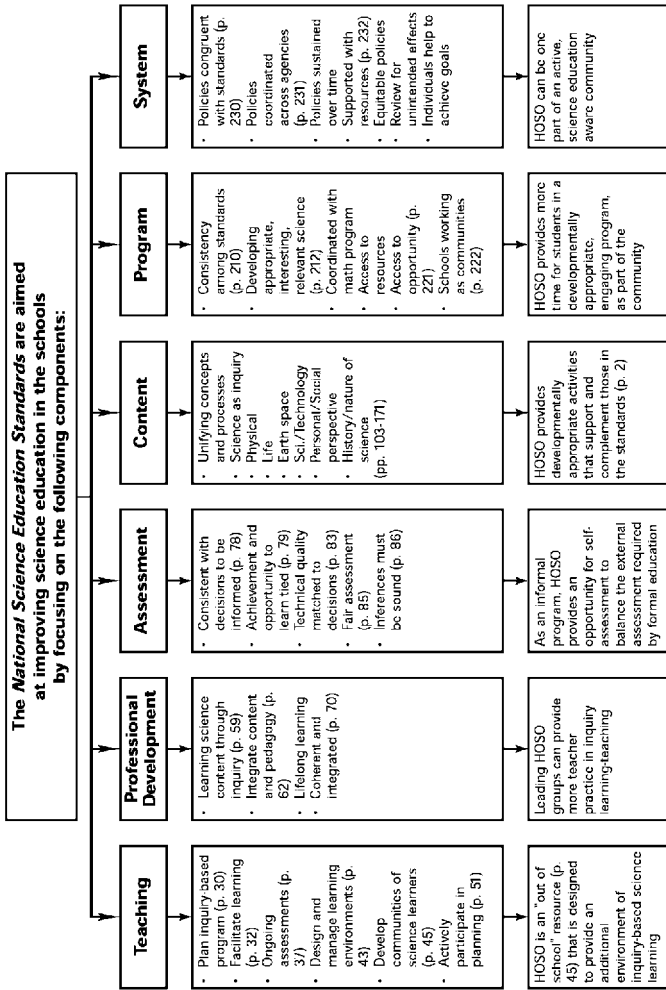 The National Science Education Standards are aimed
at improving science education in the schools
by focusing on the following components:
Teaching
• Plan inquiry-based
program (p. 30)
• Facilitate learning
(p. 32)
• Ongoing
assessments (p.
37)
• Design and
manage learning
environments (p.
43)
• Develop
communities of
science learners
(p. 45)
• Actively
participate in
planning (p. 51)
HOSO is an "out of
school" resource (p.
45) that is designed
to provide an
additional
environment of
inquiry-based science
learning
Professional
Development
• Learning science
content through
inquiry (p. 59)
• Integrate content
and pedagogy (p.
62)
• Lifelong learning
• Coherent and
integrated (p. 70)
Leading HOSO
groups can provide
more teacher
practice in inquiry
learning-teaching
Assessment
• Consistent with
decisions to be
informed (p. 78)
• Achievement and
opportunity to
learn tied (p. 79)
• Technical quality
matched to
decisions (p. 83)
• Fair assessment
(p. 85)
• Inferences must
be sound (p. 86)
As an informal
program, HOSO
provides an
opportunity for self-
assessment to
balance the external
assessment required
by formal education
Content
• Unifying concepts
and processes
• Science as inquiry
• Physical
• Life
• Earth space
• Sci./Technology
• Personal/Social
perspective
• History/nature of
science
(pp. 103-171)
HOSO provides
developmentally
appropriate activities
that support and
complement those in
the standards (p. 2)
Program
• Consistency
among standards
(p. 210)
• Developing
appropriate,
interesting,
relevant science
(p. 212)
• Coordinated with
math program
• Access to
resources
• Access to
opportunity (p.
221)
• Schools working
as communities
(p. 222)
HOSO provides more
time for students in a
developmentally
appropriate,
engaging program,
as part of the
community
System
• Policies congruent
with standards (p.
230)
• Policies
coordinated
across agencies
(p. 231)
• Policies sustained
over time
• Supported with
resources (p. 232)
• Equitable policies
• Review for
unintended effects
• Individuals help to
achieve goals
HOSO can be one
part of an active,
science education
aware community